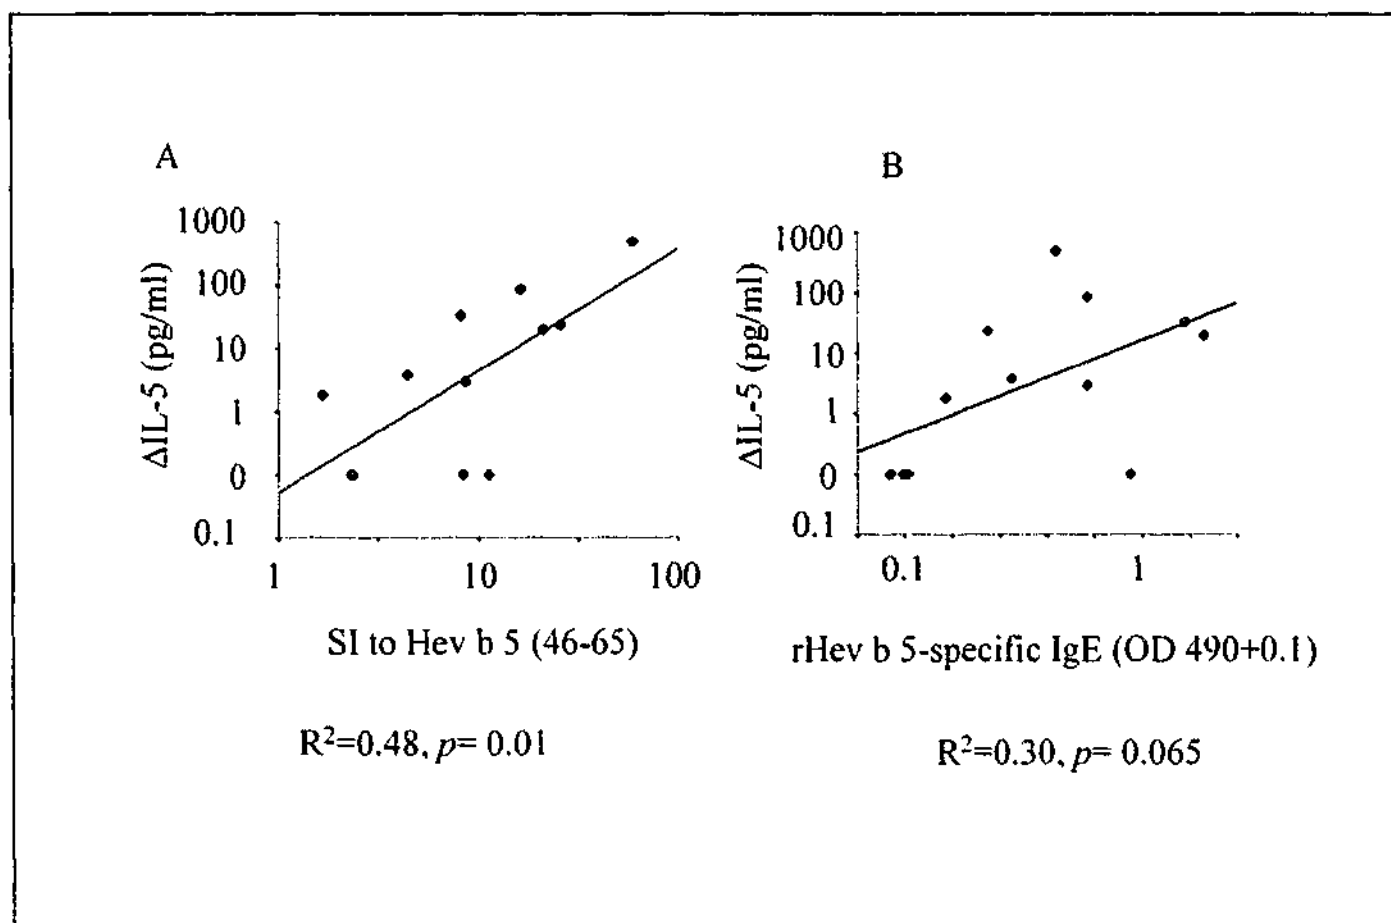 A
1000
100
10
1
0
0.1
ΔIL-5 (pg/ml)
1
10
100
SI to Hev b 5 (46-65)
R²=0.48, p= 0.01
B
1000
100
10
1
0
0.1
ΔIL-5 (pg/ml)
0.1
1
rHev b 5-specific IgE (OD 490+0.1)
R²=0.30, p= 0.065